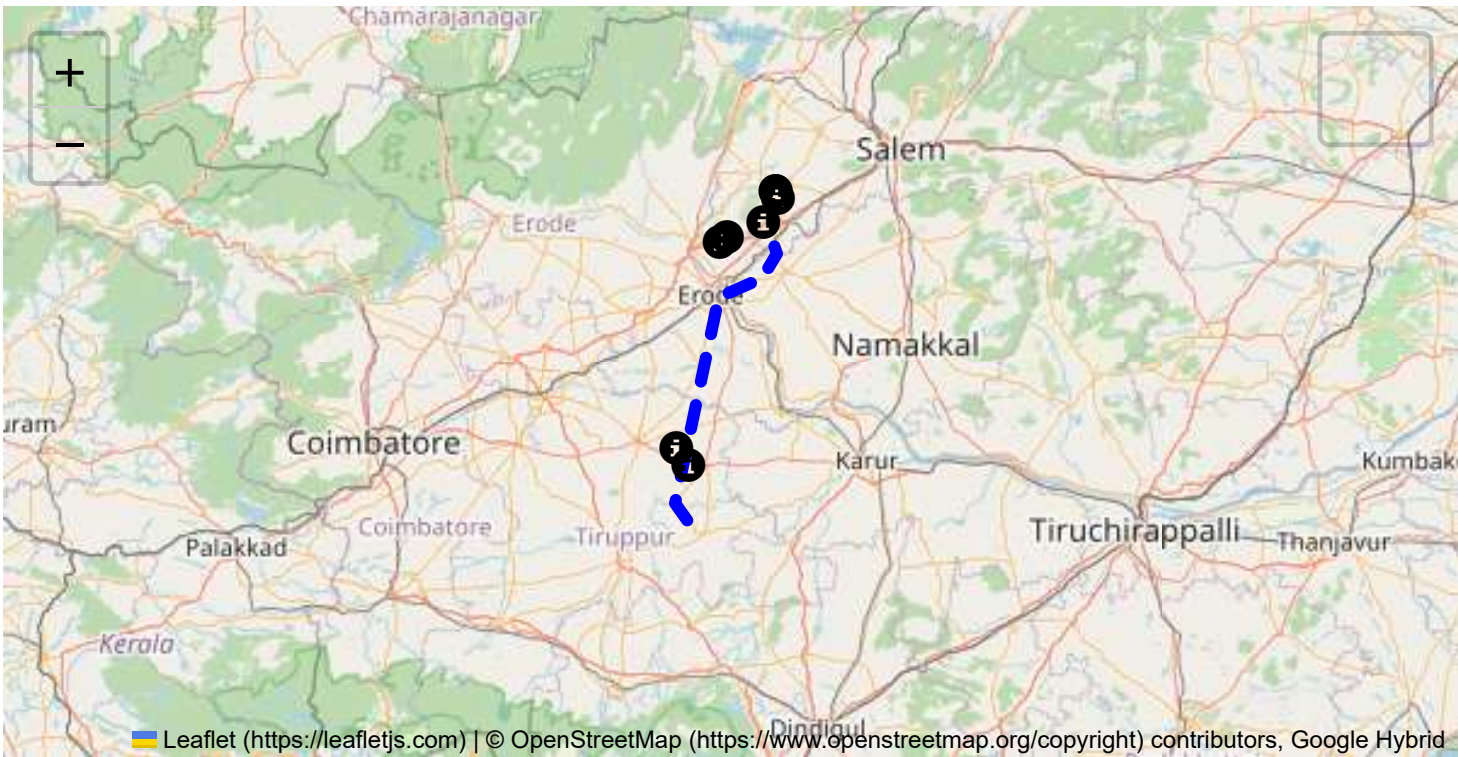 Chamarajanagar
+
−
Salem
Erode
Erode
Namakkal
uram
Coimbatore
Karur
Kumbak
Coimbatore
Tiruppur
Tiruchirappalli
Palakkad
Thanjavur
Kerala
Dindigul
Leaflet (https://leafletjs.com) | © OpenStreetMap (https://www.openstreetmap.org/copyright) contributors, Google Hybrid